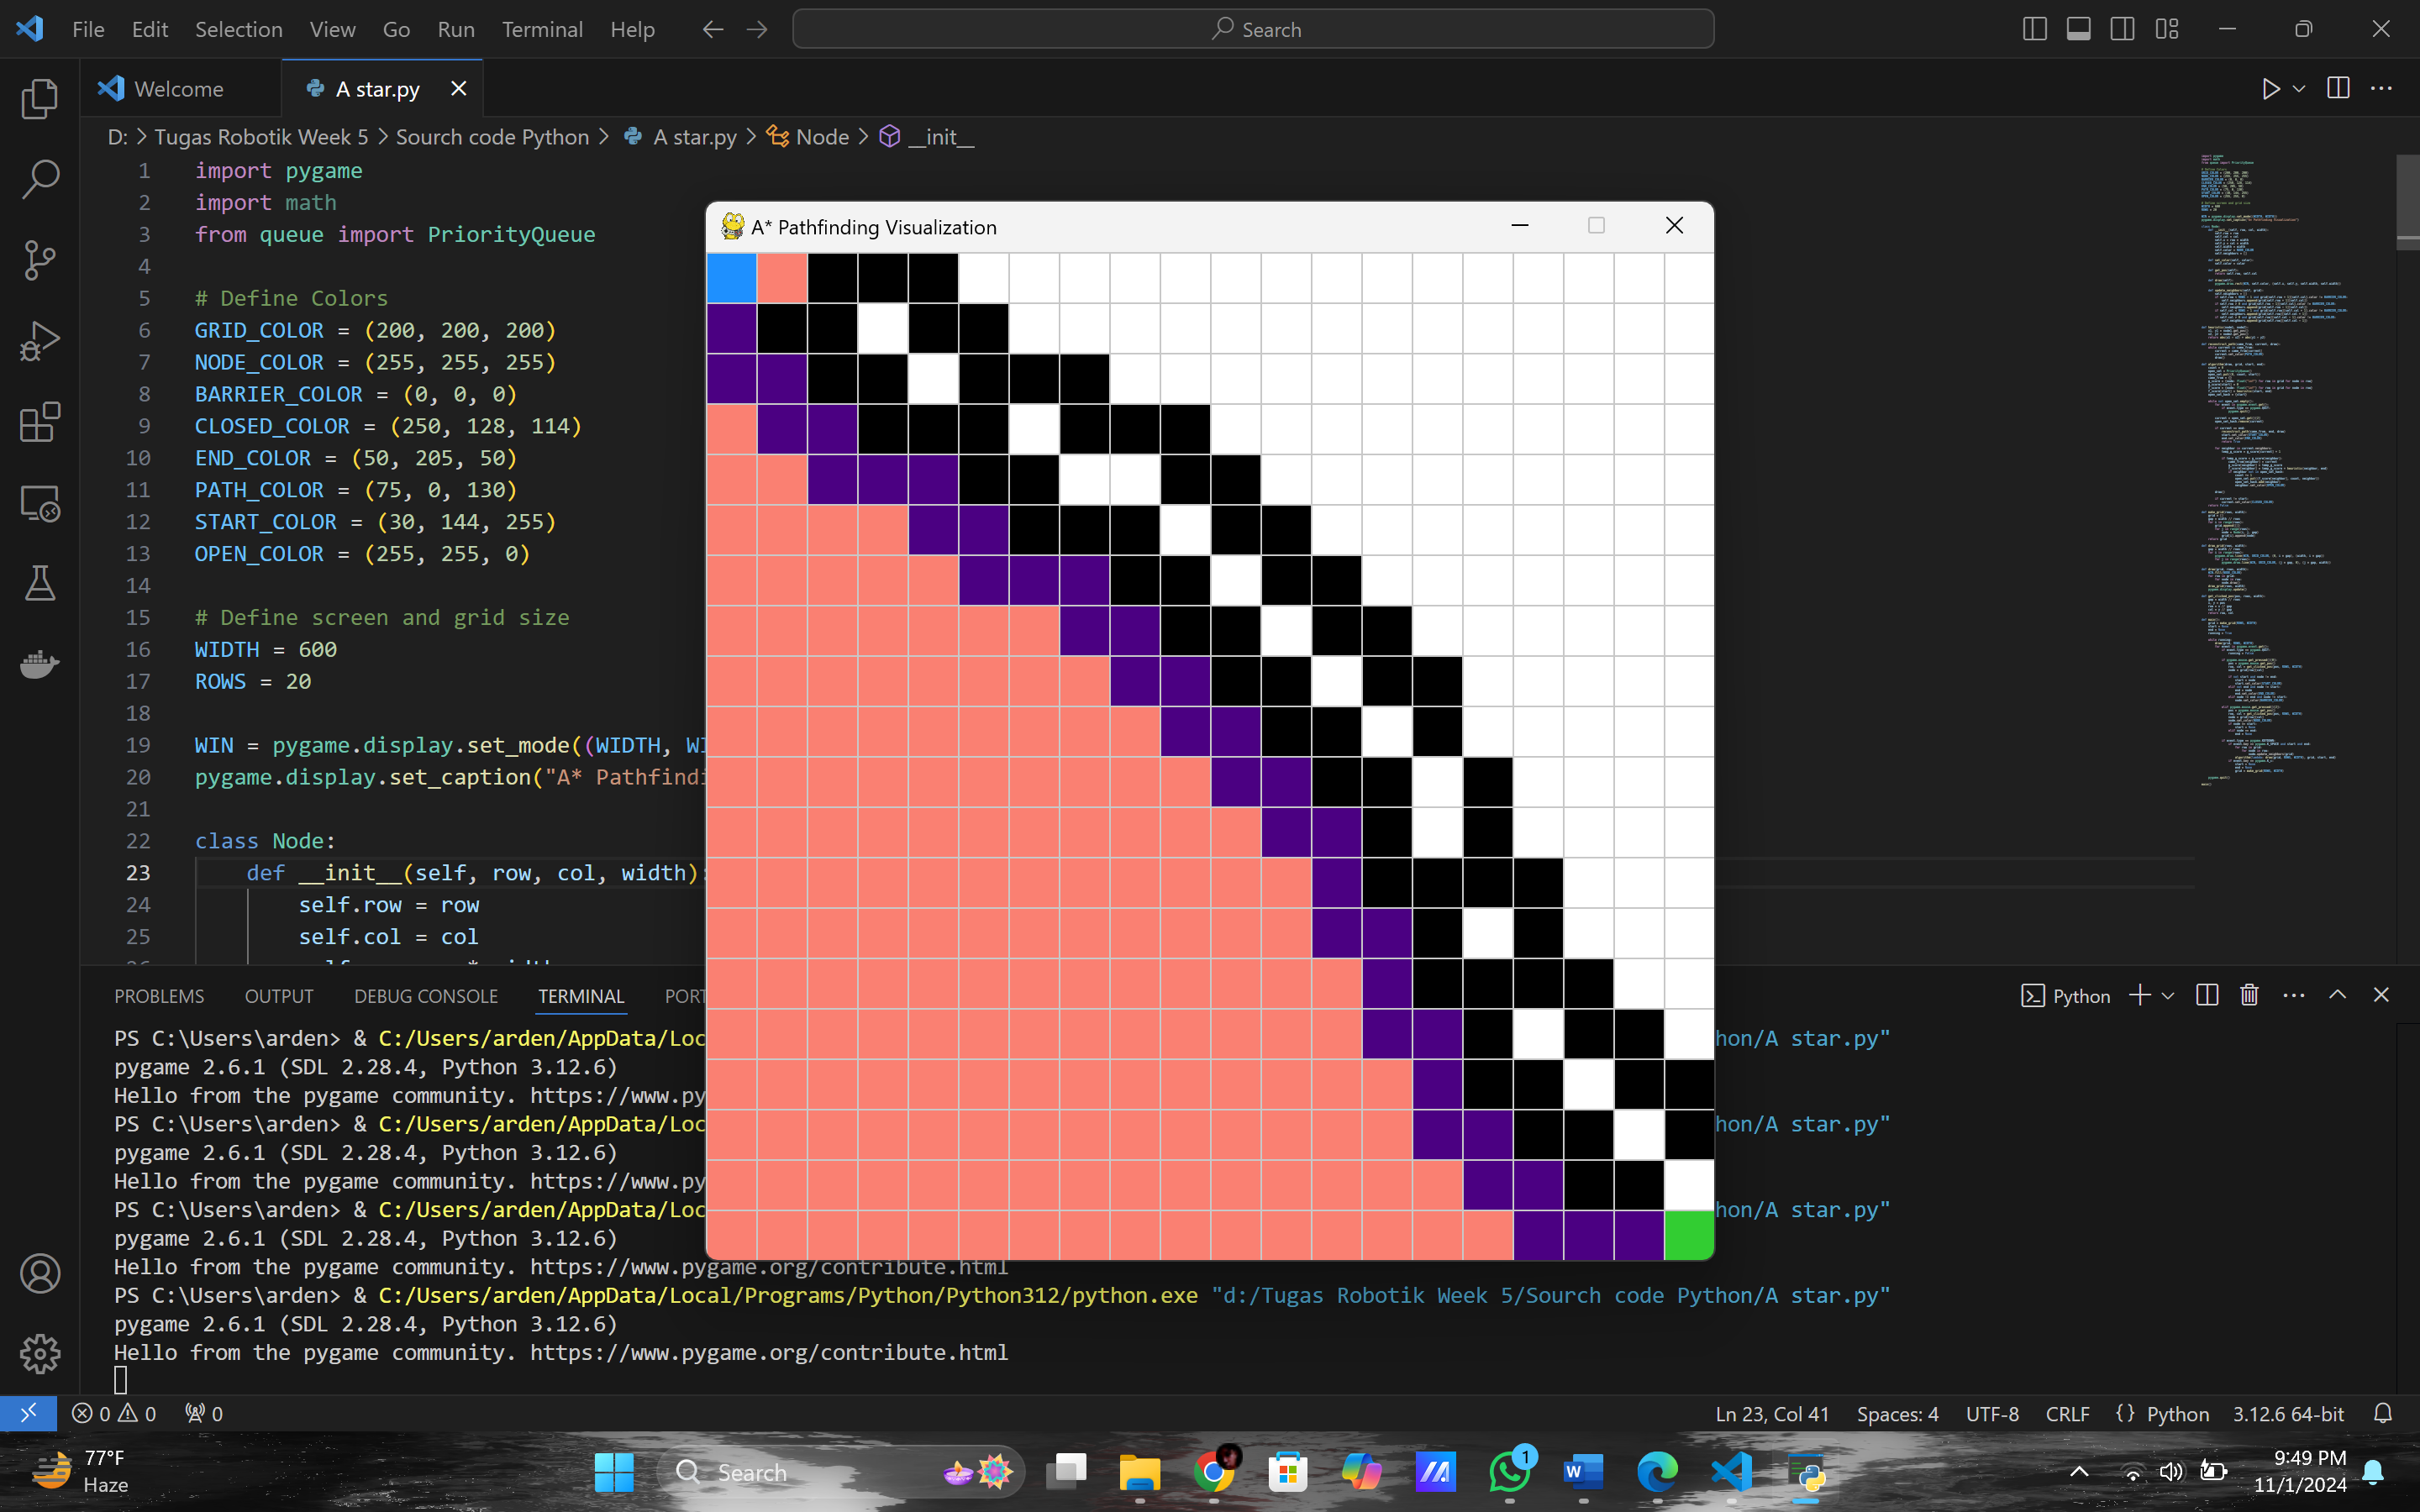 File Edit Selection View Go Run Terminal Help
Search
Welcome
A star.py
D: > Tugas Robotik Week 5 > Sourch code Python > A star.py > Node > __init__
1 import pygame
2 import math
3 from queue import PriorityQueue
4
5 # Define Colors
6 GRID_COLOR = (200, 200, 200)
7 NODE_COLOR = (255, 255, 255)
8 BARRIER_COLOR = (0, 0, 0)
9 CLOSED_COLOR = (250, 128, 114)
10 END_COLOR = (50, 205, 50)
11 PATH_COLOR = (75, 0, 130)
12 START_COLOR = (30, 144, 255)
13 OPEN_COLOR = (255, 255, 0)
14
15 # Define screen and grid size
16 WIDTH = 600
17 ROWS = 20
18
19 WIN = pygame.display.set_mode((WIDTH, WI
20 pygame.display.set_caption("A* Pathfindi
21
22 class Node:
23 def __init__(self, row, col, width):
24 self.row = row
25 self.col = col
A* Pathfinding Visualization
PROBLEMS OUTPUT DEBUG CONSOLE TERMINAL PORT
Python
PS C:\Users\arden> & C:/Users/arden/AppData/Loc hon/A star.py"
pygame 2.6.1 (SDL 2.28.4, Python 3.12.6)
Hello from the pygame community. https://www.py
PS C:\Users\arden> & C:/Users/arden/AppData/Loc hon/A star.py"
pygame 2.6.1 (SDL 2.28.4, Python 3.12.6)
Hello from the pygame community. https://www.py
PS C:\Users\arden> & C:/Users/arden/AppData/Loc hon/A star.py"
pygame 2.6.1 (SDL 2.28.4, Python 3.12.6)
Hello from the pygame community. https://www.pygame.org/contribute.html
PS C:\Users\arden> & C:/Users/arden/AppData/Local/Programs/Python/Python312/python.exe "d:/Tugas Robotik Week 5/Sourch code Python/A star.py"
pygame 2.6.1 (SDL 2.28.4, Python 3.12.6)
Hello from the pygame community. https://www.pygame.org/contribute.html
0 0 0
Ln 23, Col 41 Spaces: 4 UTF-8 CRLF {} Python 3.12.6 64-bit
77°F
Haze
Search
1
9:49 PM
11/1/2024